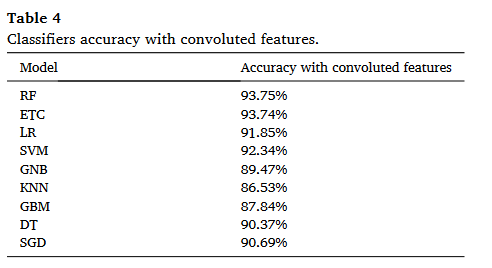 Table 4
Classifiers accuracy with convoluted features.
Model Accuracy with convoluted features
RF 93.75%
ETC 93.74%
LR 91.85%
SVM 92.34%
GNB 89.47%
KNN 86.53%
GBM 87.84%
DT 90.37%
SGD 90.69%